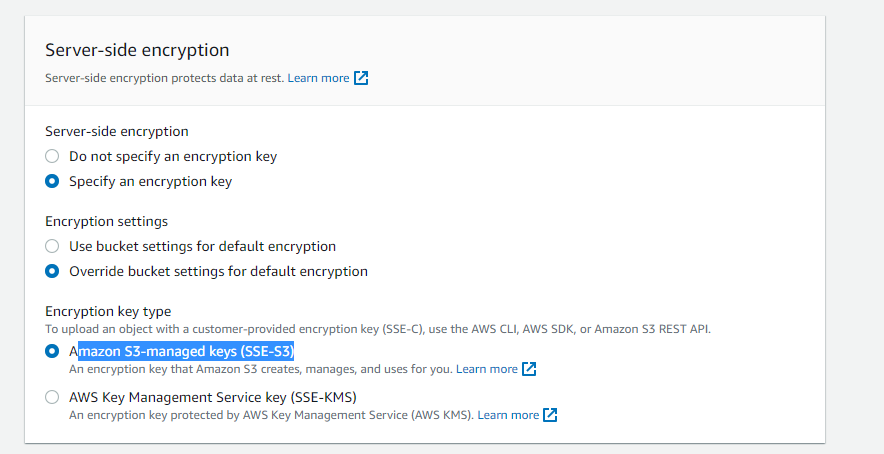 Server-side encryption
Server-side encryption protects data at rest. Learn more
Server-side encryption
Do not specify an encryption key
Specify an encryption key
Encryption settings
Use bucket settings for default encryption
Override bucket settings for default encryption
Encryption key type
To upload an object with a customer-provided encryption key (SSE-C), use the AWS CLI, AWS SDK, or Amazon S3 REST API.
Amazon S3-managed keys (SSE-S3)
An encryption key that Amazon S3 creates, manages, and uses for you. Learn more
AWS Key Management Service key (SSE-KMS)
An encryption key protected by AWS Key Management Service (AWS KMS). Learn more